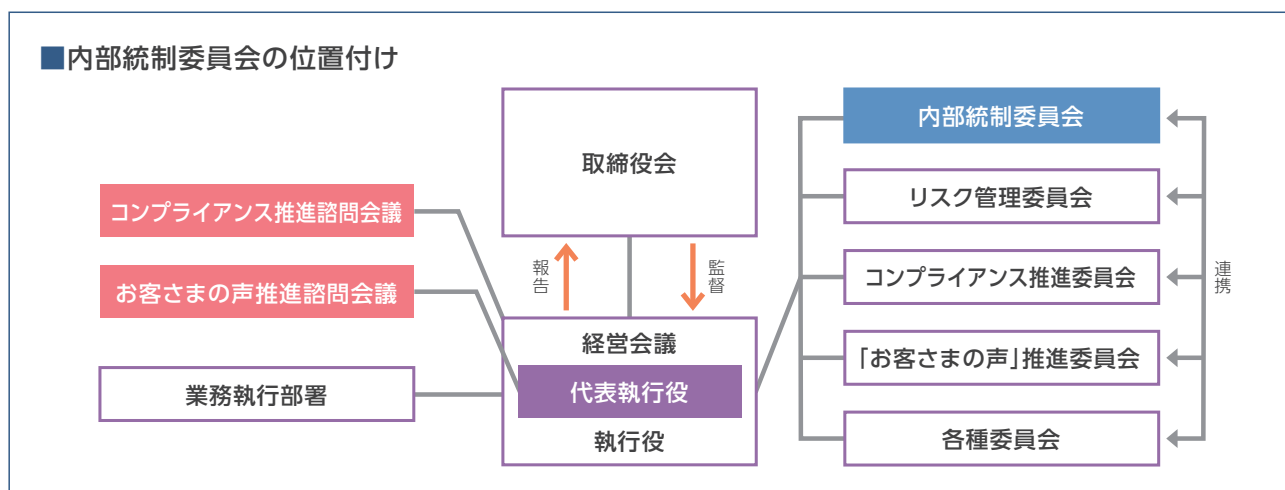 ■内部統制委員会の位置付け
取締役会
コンプライアンス推進諮問会議
お客さまの声推進諮問会議
業務執行部署
報告
監督
経営会議
代表執行役
執行役
内部統制委員会
リスク管理委員会
コンプライアンス推進委員会
「お客さまの声」推進委員会
各種委員会
連携